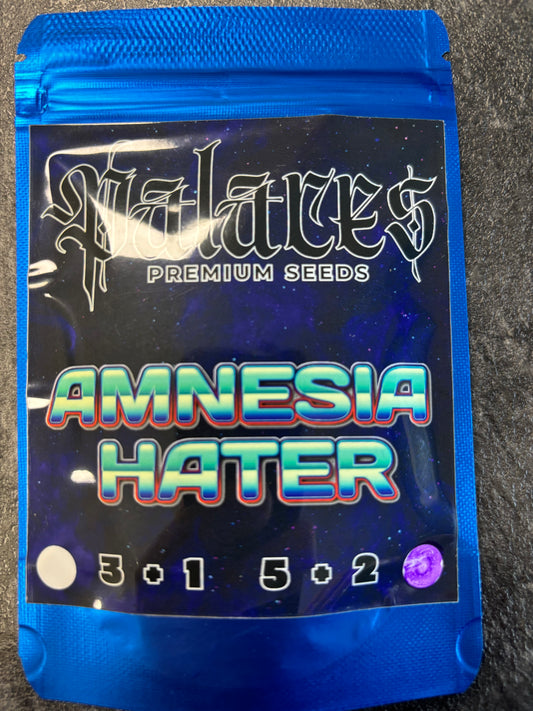 Palaces
PREMIUM SEEDS
AMNESIA
HATER
3 + 1 5 + 2